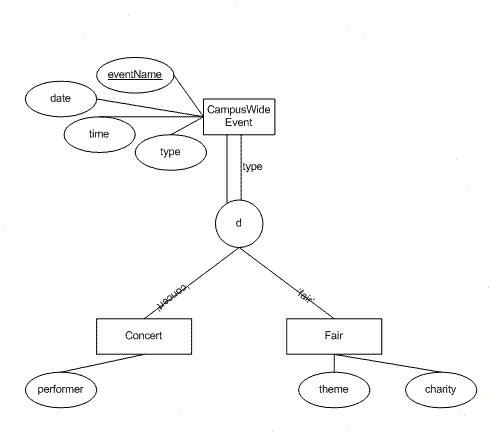 eventName
date
CampusWide
Event
time
type
type
d
'concert'
'fair'
Concert
Fair
performer
theme
charity